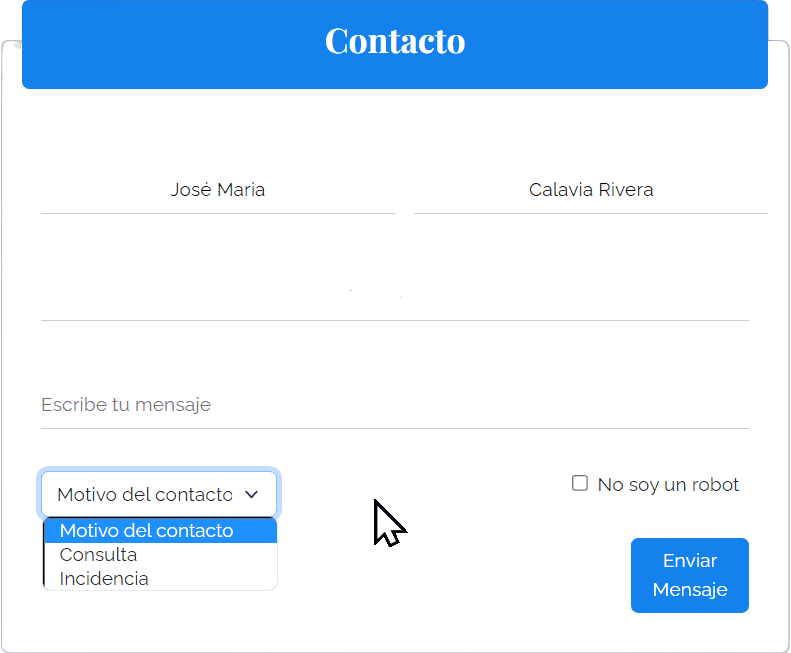 Contacto
José Maria
Calavia Rivera
Escribe tu mensaje
Motivo del contacto
No soy un robot
Motivo del contacto
Consulta
Incidencia
Enviar
Mensaje